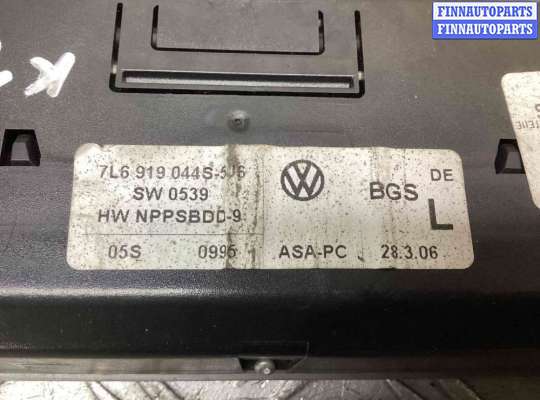 FINNAUTOPARTS
FINNAUTOPARTS
7L6 919 044S-5J6
SW 0539
HW NPPSBDD-9
05S 0995 ASA-PC 28.3.06
BGS DE
L